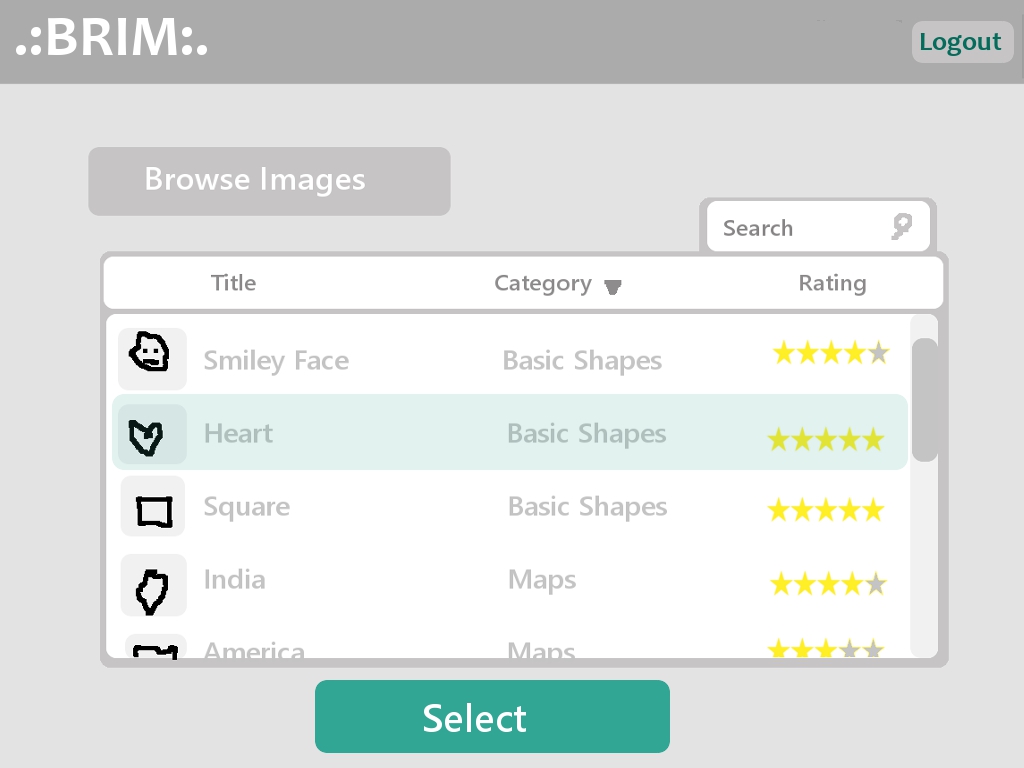 .:BRIM:.
Logout
Browse Images
Search
Title Category Rating
Smiley Face Basic Shapes
Heart Basic Shapes
Square Basic Shapes
India Maps
America Maps
Select